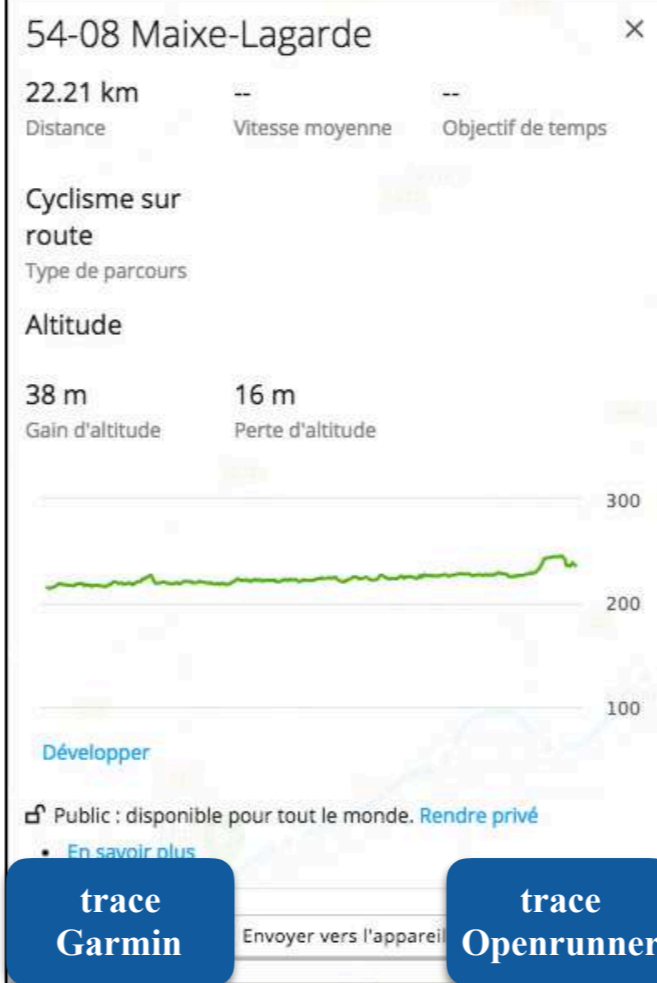 54-08 Maixe-Lagarde ×
22.21 km -- --
Distance Vitesse moyenne Objectif de temps
Cyclisme sur
route
Type de parcours
Altitude
38 m 16 m
Gain d'altitude Perte d'altitude
300
200
100
Développer
Public : disponible pour tout le monde. Rendre privé
• En savoir plus
trace
Garmin
Envoyer vers l'appareil
trace
Openrunner